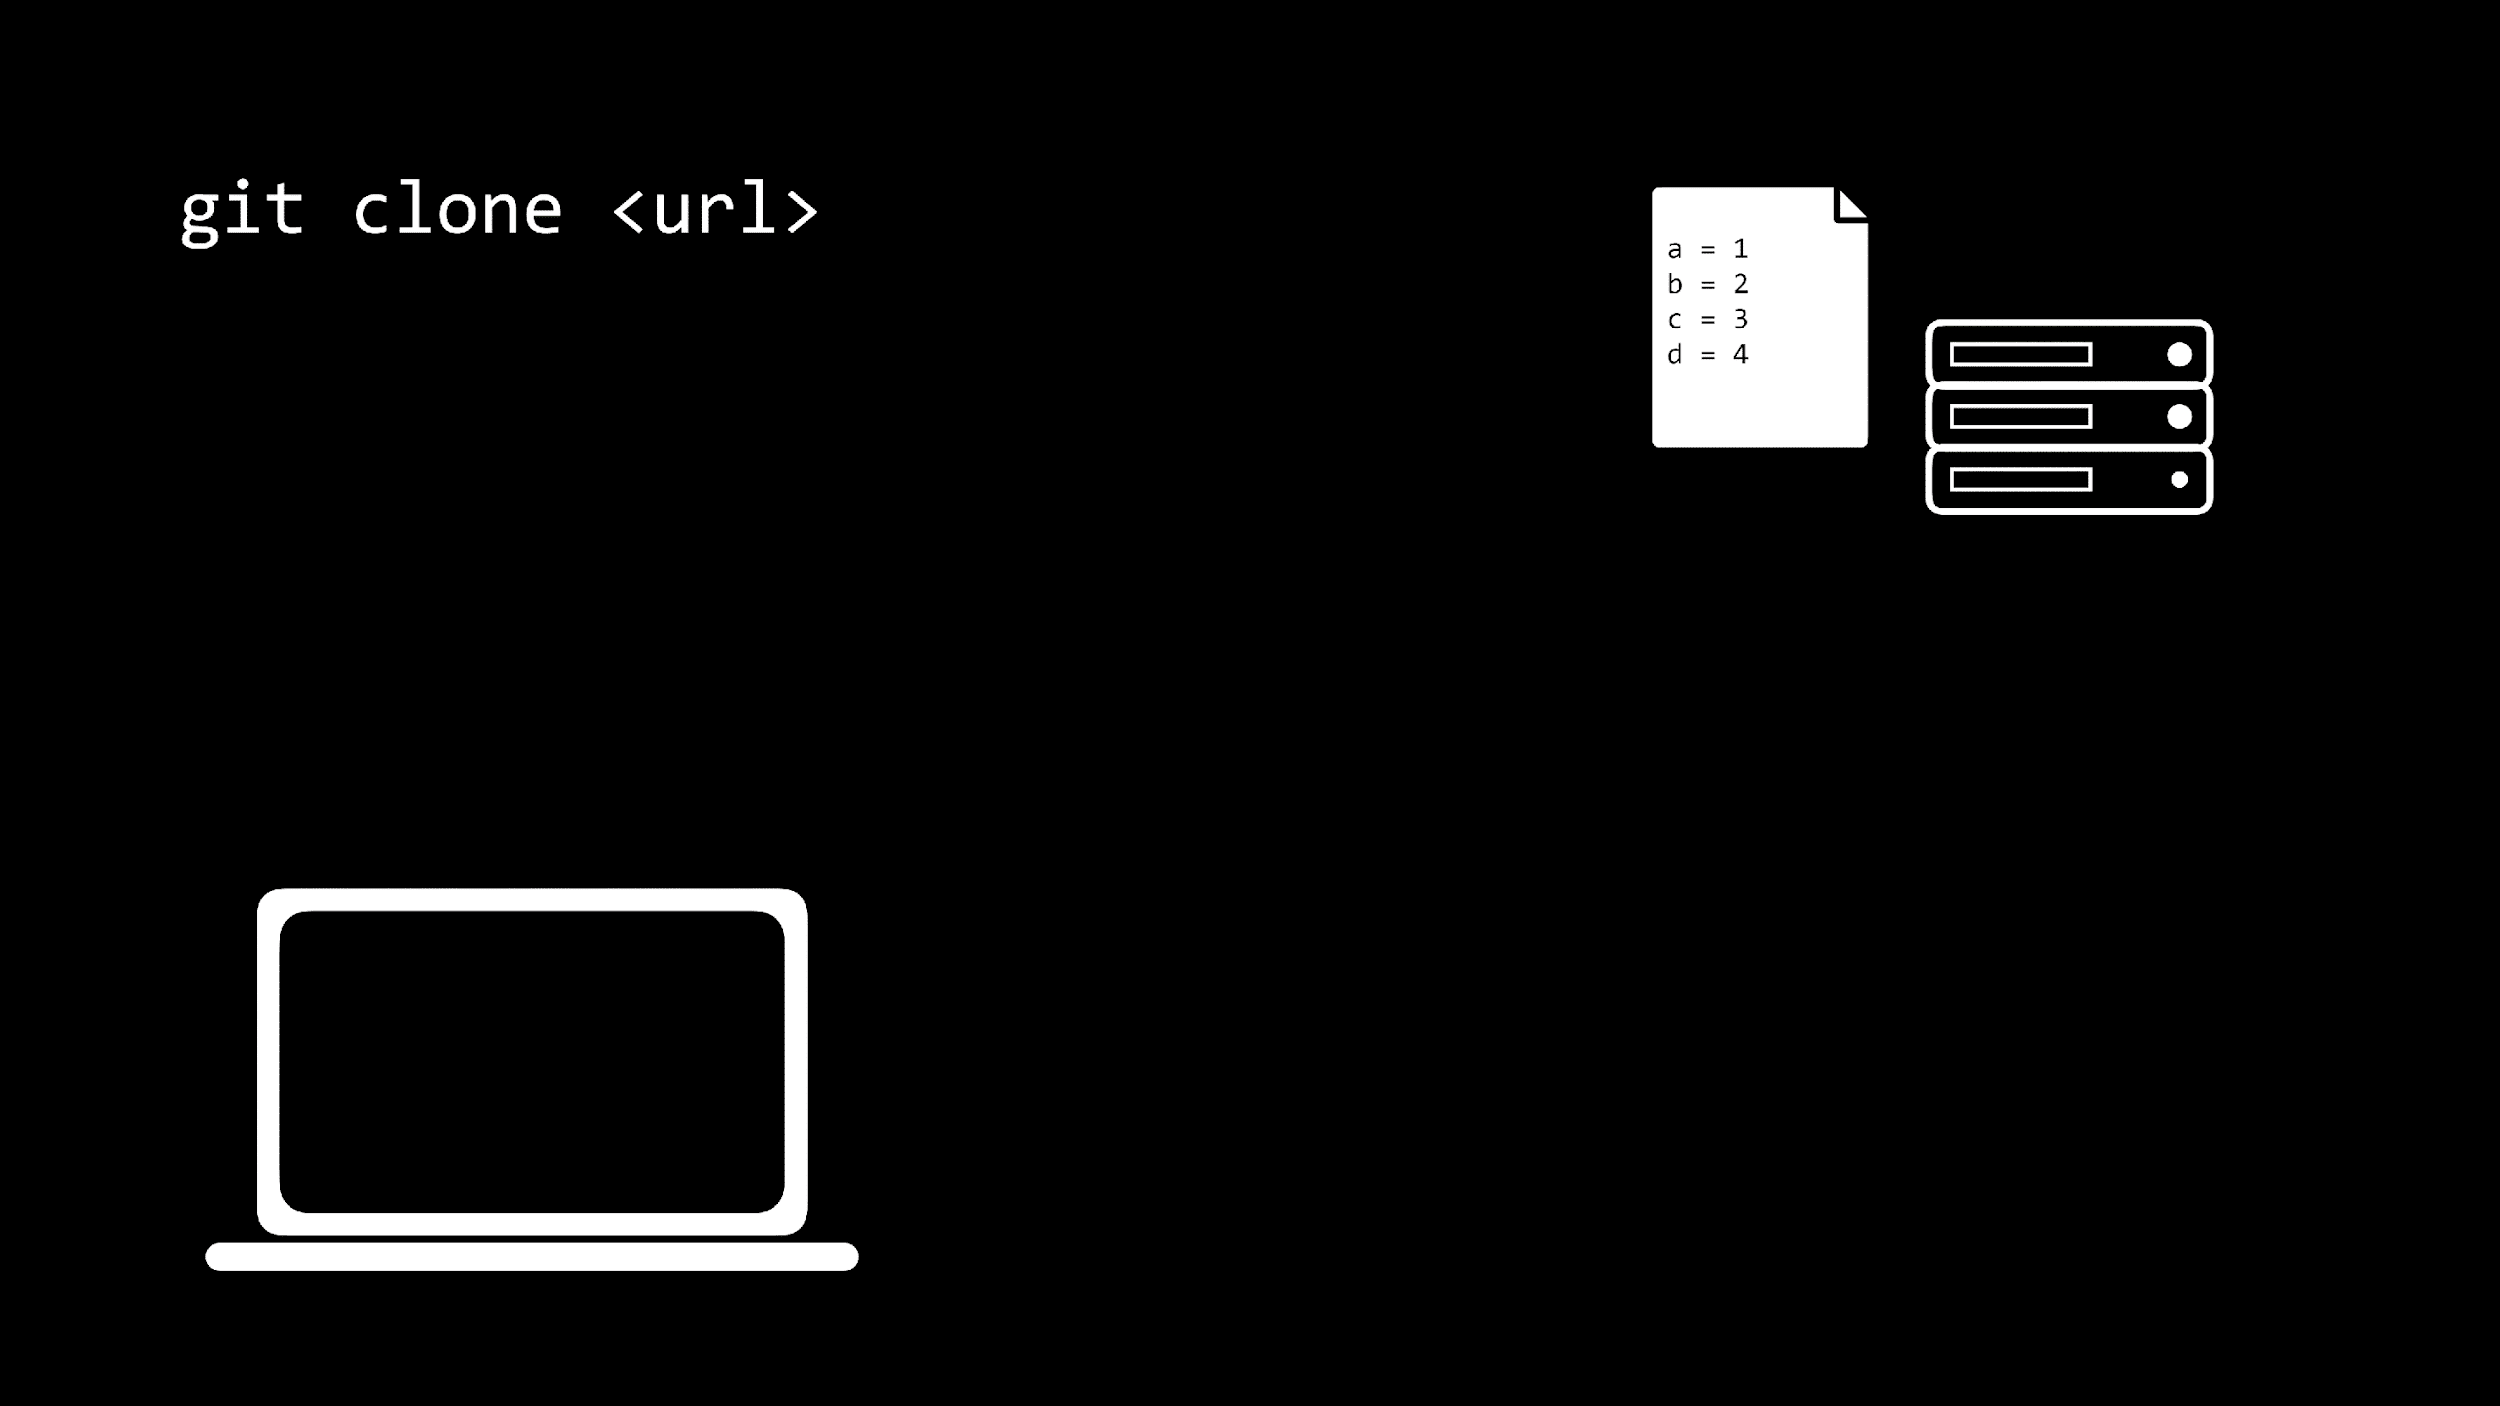 git clone <url>
a = 1
b = 2
c = 3
d = 4